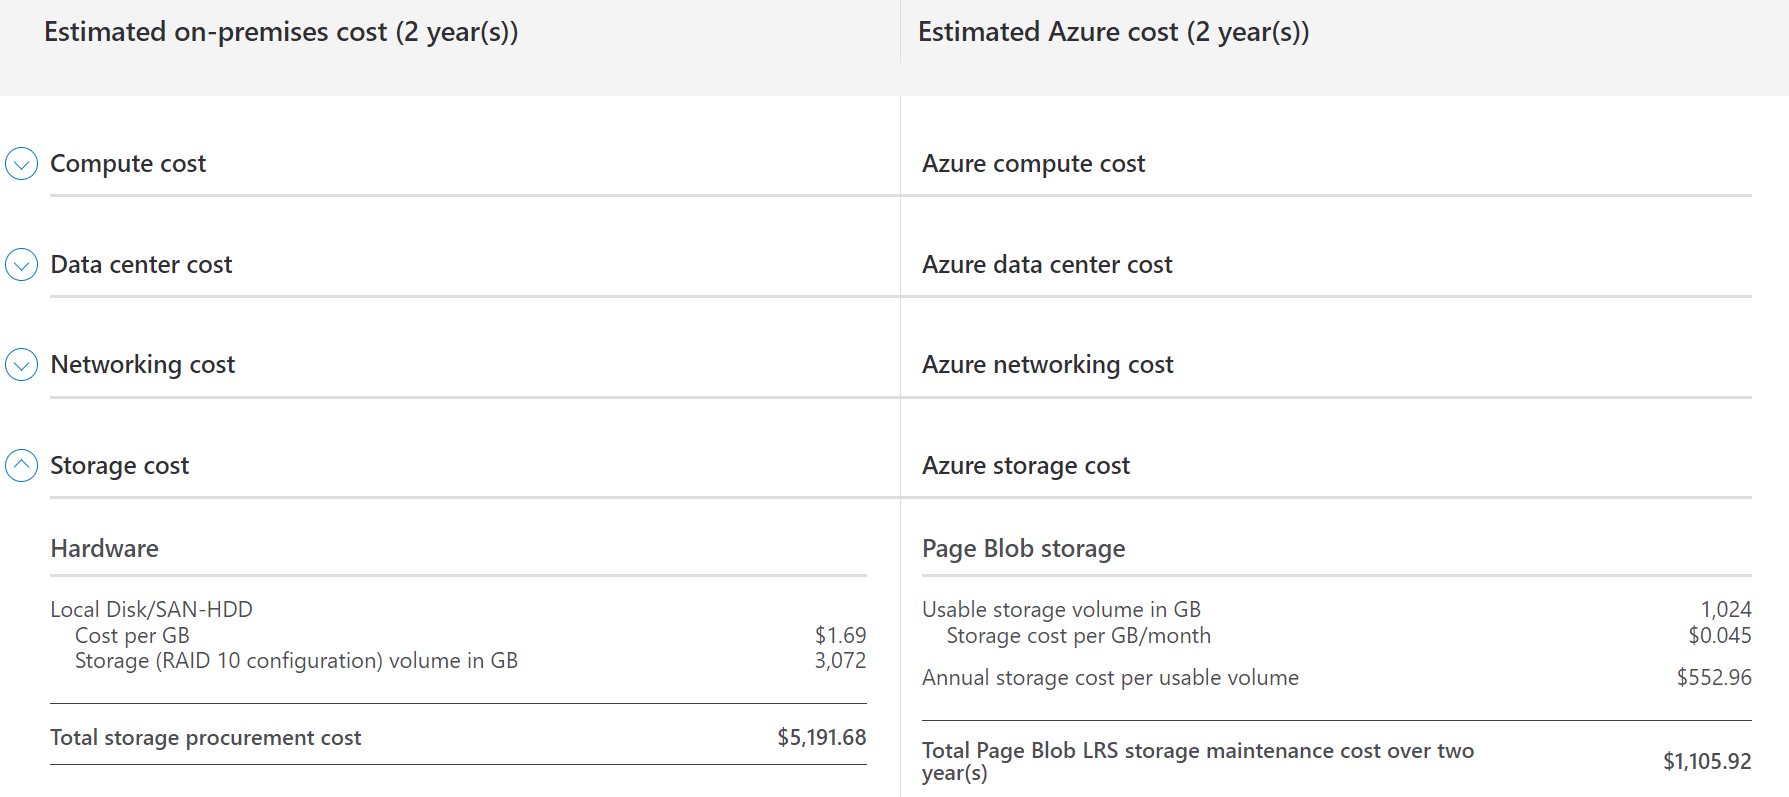 Estimated on-premises cost (2 year(s))
Estimated Azure cost (2 year(s))
Compute cost
Azure compute cost
Data center cost
Azure data center cost
Networking cost
Azure networking cost
Storage cost
Azure storage cost
Hardware
Local Disk/SAN-HDD
Cost per GB $1.69
Storage (RAID 10 configuration) volume in GB 3,072
Total storage procurement cost $5,191.68
Page Blob storage
Usable storage volume in GB 1,024
Storage cost per GB/month $0.045
Annual storage cost per usable volume $552.96
Total Page Blob LRS storage maintenance cost over two
year(s) $1,105.92